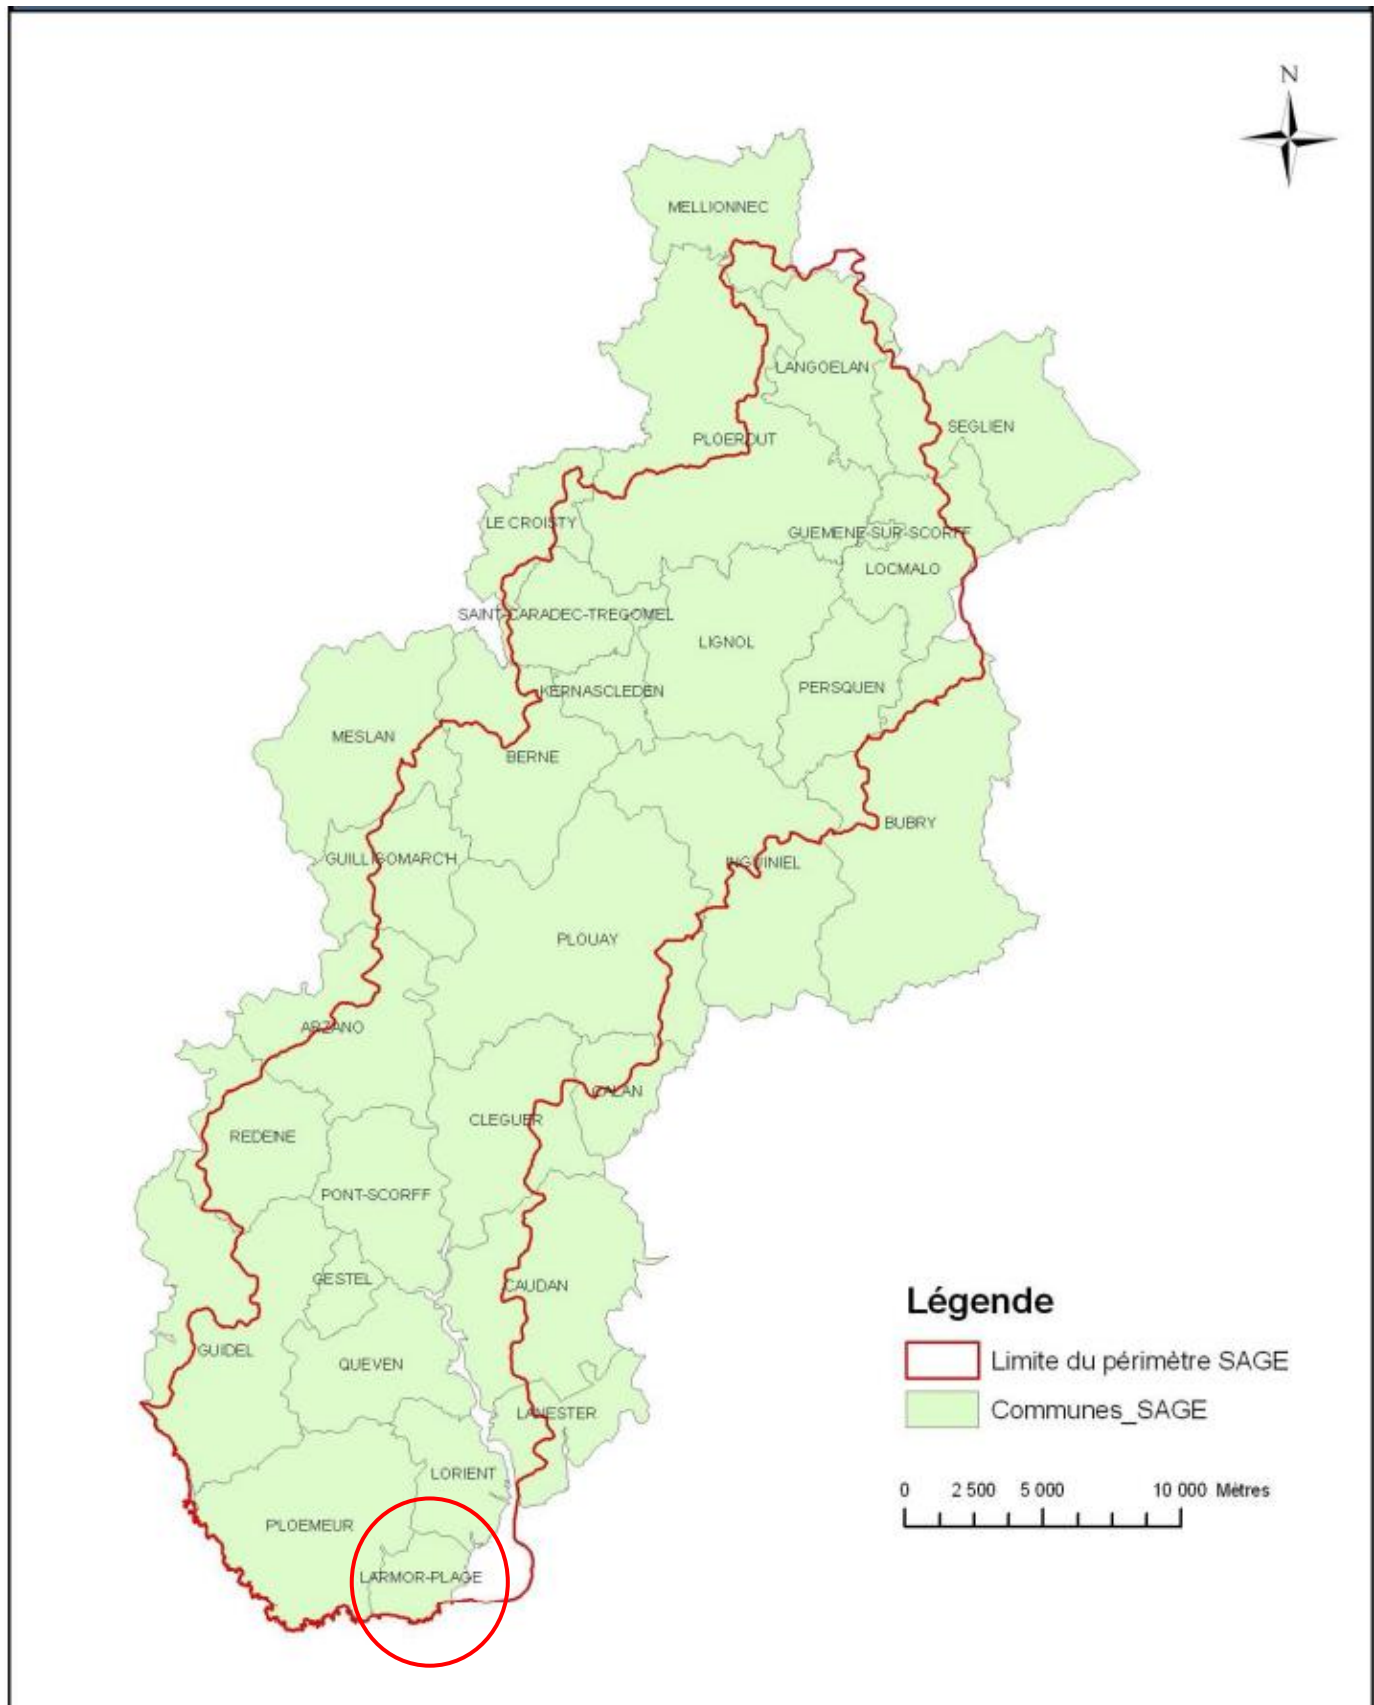 N
MELLIONNEC
LANGOELAN
SEGLIEN
PLOERDUT
LE CROISTY
GUEMENE-SUR-SCORFF
LOCMALO
SAINT-CARADEC-TREGOMEL
LIGNOL
KERNASCLEDEN
PERSQUEN
MESLAN
BERNE
BUBRY
GUILLIGOMARC'H
INGUINIEL
PLOUAY
ARZANO
CALAN
CLEGUER
REDENE
PONT-SCORFF
GESTEL
CAUDAN
GUIDEL
QUEVEN
LANESTER
LORIENT
PLOEMEUR
LARMOR-PLAGE
Légende
Limite du périmètre SAGE
Communes_SAGE
0 2 500 5 000 10 000 Mètres